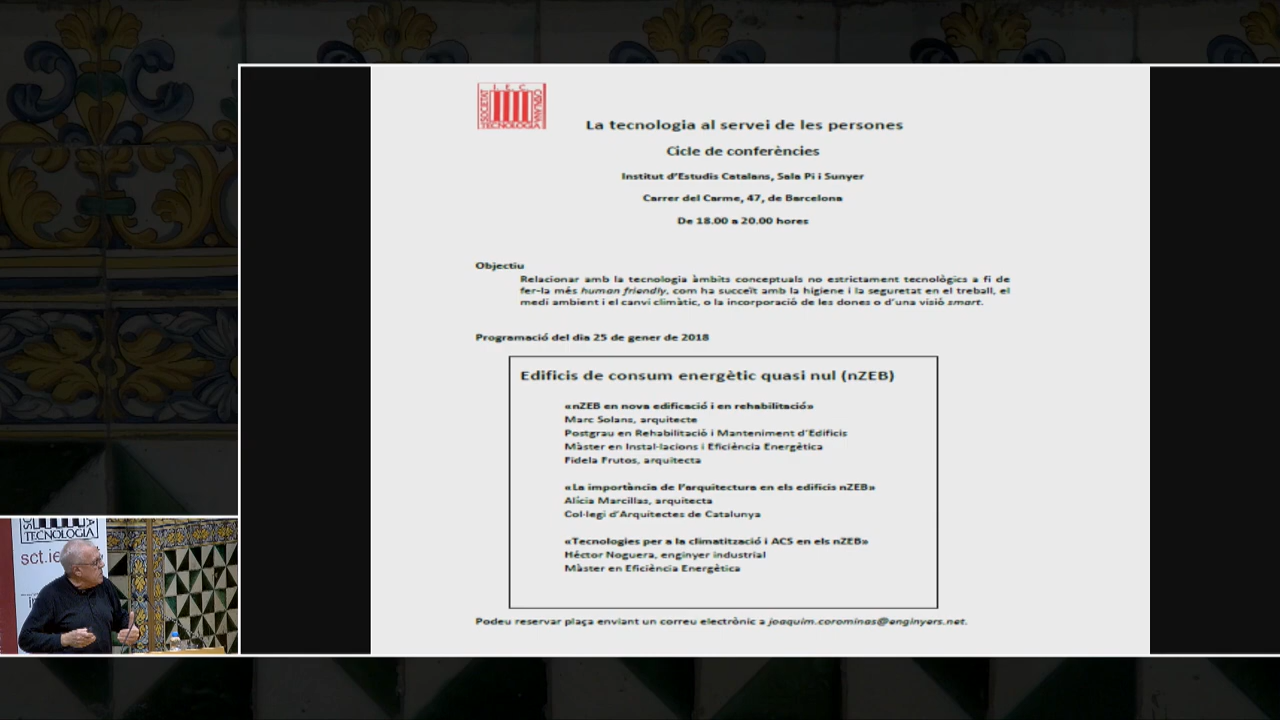 I.E.C.
SOCIETAT
CATALANA
TECNOLOGIA
La tecnologia al servei de les persones
Cicle de conferències
Institut d'Estudis Catalans, Sala Pi i Sunyer
Carrer del Carme, 47, de Barcelona
De 18.00 a 20.00 hores
Objectiu
Relacionar amb la tecnologia àmbits conceptuals no estrictament tecnològics a fi de
fer-la més human friendly, com ha succeït amb la higiene i la seguretat en el treball, el
medi ambient i el canvi climàtic, o la incorporació de les dones o d'una visió smart.
Programació del dia 25 de gener de 2018
Edificis de consum energètic quasi nul (nZEB)
«nZEB en nova edificació i en rehabilitació»
Marc Solans, arquitecte
Postgrau en Rehabilitació i Manteniment d'Edificis
Màster en Instal·lacions i Eficiència Energètica
Fidela Frutos, arquitecta
«La importància de l'arquitectura en els edificis nZEB»
Alícia Marcillas, arquitecta
Col·legi d'Arquitectes de Catalunya
«Tecnologies per a la climatització i ACS en els nZEB»
Héctor Noguera, enginyer industrial
Màster en Eficiència Energètica
Podeu reservar plaça enviant un correu electrònic a joaquim.corominas@enginyers.net.
TECNOLOGIA
sct.ie